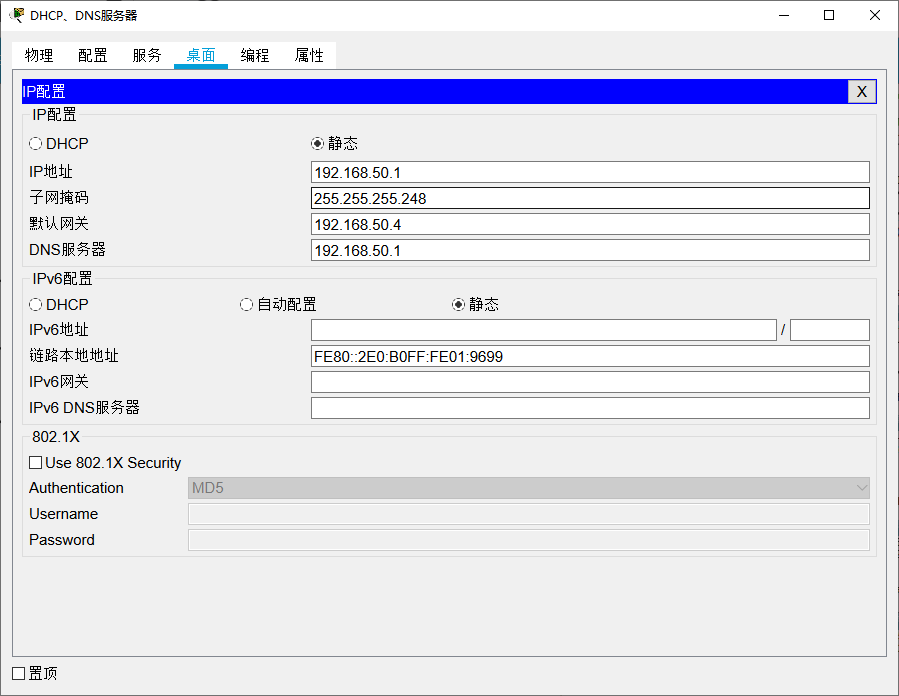 DHCP、DNS服务器
物理 配置 服务 桌面 编程 属性
IP配置 X
IP配置
DHCP 静态
IP地址 192.168.50.1
子网掩码 255.255.255.248
默认网关 192.168.50.4
DNS服务器 192.168.50.1
IPv6配置
DHCP 自动配置 静态
IPv6地址 /
链路本地地址 FE80::2E0:B0FF:FE01:9699
IPv6网关
IPv6 DNS服务器
802.1X
Use 802.1X Security
Authentication MD5
Username
Password
置顶